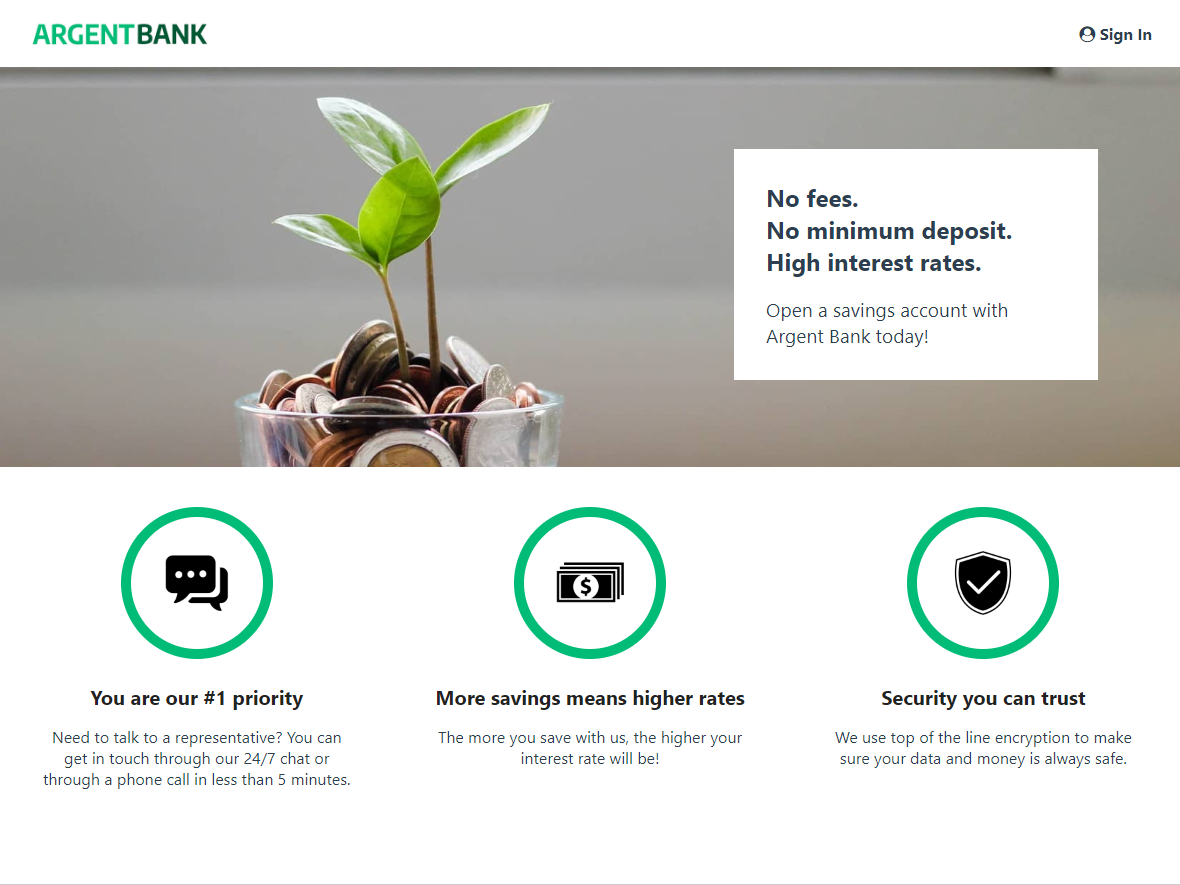 ARGENTBANK
Sign In
No fees.
No minimum deposit.
High interest rates.
Open a savings account with
Argent Bank today!
$
You are our #1 priority
Need to talk to a representative? You can
get in touch through our 24/7 chat or
through a phone call in less than 5 minutes.
More savings means higher rates
The more you save with us, the higher your
interest rate will be!
Security you can trust
We use top of the line encryption to make
sure your data and money is always safe.